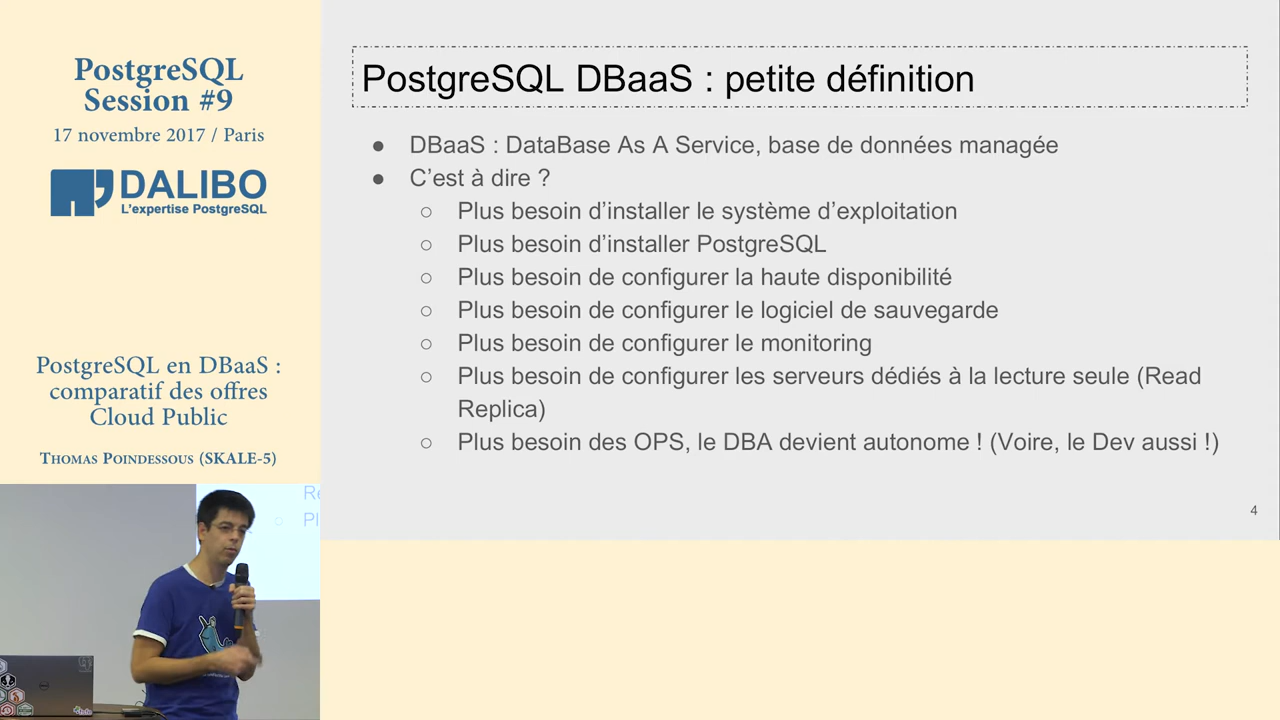 PostgreSQL
Session #9
17 novembre 2017 / Paris
DALIBO
L'expertise PostgreSQL
PostgreSQL en DBaaS :
comparatif des offres
Cloud Public
Thomas Poindessous (SKALE-5)
PostgreSQL DBaaS : petite définition
● DBaaS : DataBase As A Service, base de données managée
● C’est à dire ?
○ Plus besoin d’installer le système d’exploitation
○ Plus besoin d’installer PostgreSQL
○ Plus besoin de configurer la haute disponibilité
○ Plus besoin de configurer le logiciel de sauvegarde
○ Plus besoin de configurer le monitoring
○ Plus besoin de configurer les serveurs dédiés à la lecture seule (Read
Replica)
○ Plus besoin des OPS, le DBA devient autonome ! (Voire, le Dev aussi !)
4
Re
○ Pl